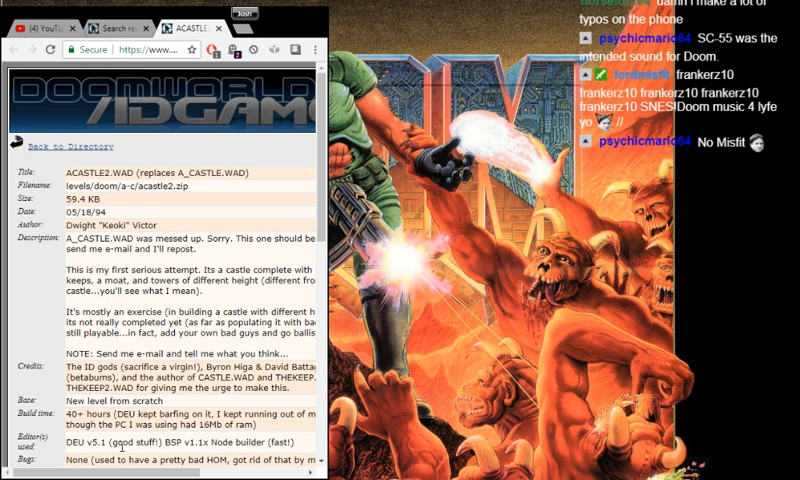 Josh
(4) YouTu
Search re
ACASTLE2.
Secure
https://www...
2
DOOMWORLD
/IDGAM
Back to Directory
Title: ACASTLE2.WAD (replaces A_CASTLE.WAD)
Filename: levels/doom/a-c/acastle2.zip
Size: 59.4 KB
Date: 05/18/94
Author: Dwight "Keoki" Victor
Description: A_CASTLE.WAD was messed up. Sorry. This one should be
send me e-mail and I'll repost.
This is my first serious attempt. Its a castle complete with
keeps, a moat, and towers of different height (different fro
castle...you'll see what I mean).
It's mostly an exercise (in building a castle with different h
its not really completed yet (as far as populating it with bac
still playable...in fact, add your own bad guys and go ballis
NOTE: Send me e-mail and tell me what you think...
Credits: The ID gods (sacrifice a virgin!), Byron Higa & David Battag
(betabums), and the author of CASTLE.WAD and THEKEEP.
THEKEEP2.WAD for giving me the urge to make this.
Base: New level from scratch
Build time: 40+ hours (DEU kept barfing on it, I kept running out of m
though the PC I was using had 16Mb of ram)
Editor(s)
used: DEU v5.1 (good stuff!) BSP v1.1x Node builder (fast!)
Bugs: None (used to have a pretty bad HOM, got rid of that by m
damn I make a lot of
typos on the phone
psychicmario64 SC-55 was the
intended sound for Doom.
lordmisfit frankerz10
frankerz10 frankerz10 frankerz10
frankerz10 SNES!Doom music 4 lyfe
yo //
psychicmario64 No Misfit